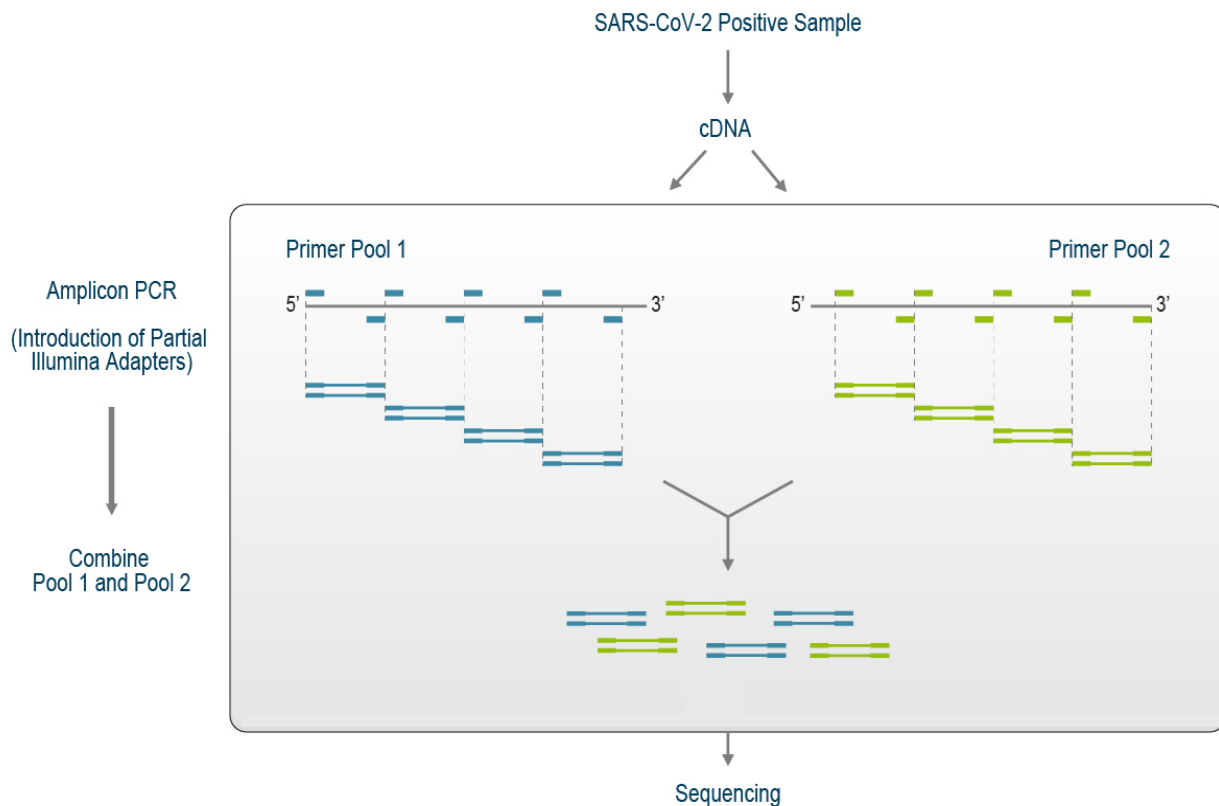 SARS-CoV-2 Positive Sample
cDNA
Primer Pool 1
Primer Pool 2
5’
3’
5’
3’
Amplicon PCR
(Introduction of Partial
Illumina Adapters)
Combine
Pool 1 and Pool 2
Sequencing